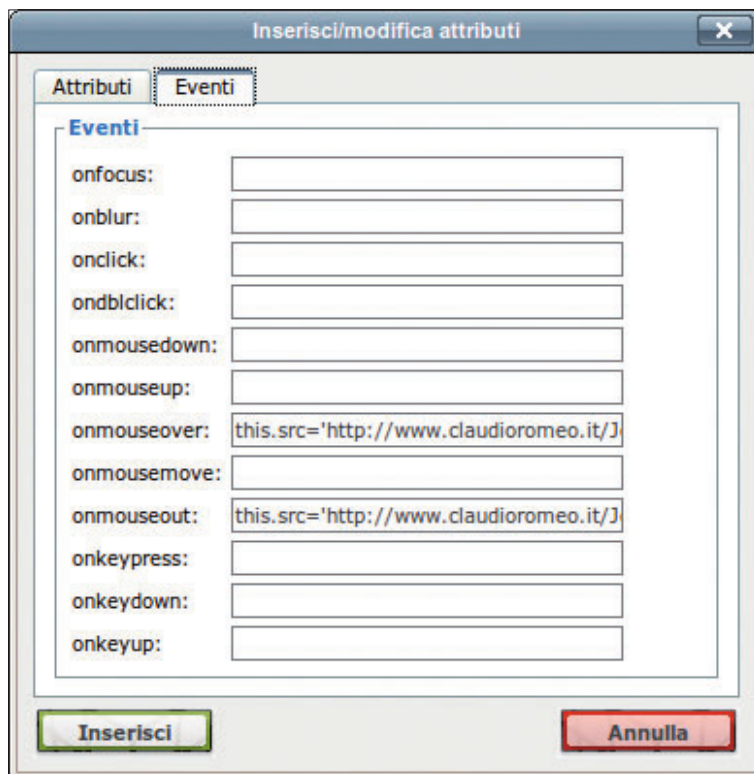 Inserisci/modifica attributi
Attributi Eventi
Eventi
onfocus:
onblur:
onclick:
ondblclick:
onmousedown:
onmouseup:
onmouseover: this.src='http://www.claudioromeo.it/J
onmousemove:
onmouseout: this.src='http://www.claudioromeo.it/J
onkeypress:
onkeydown:
onkeyup:
Inserisci Annulla